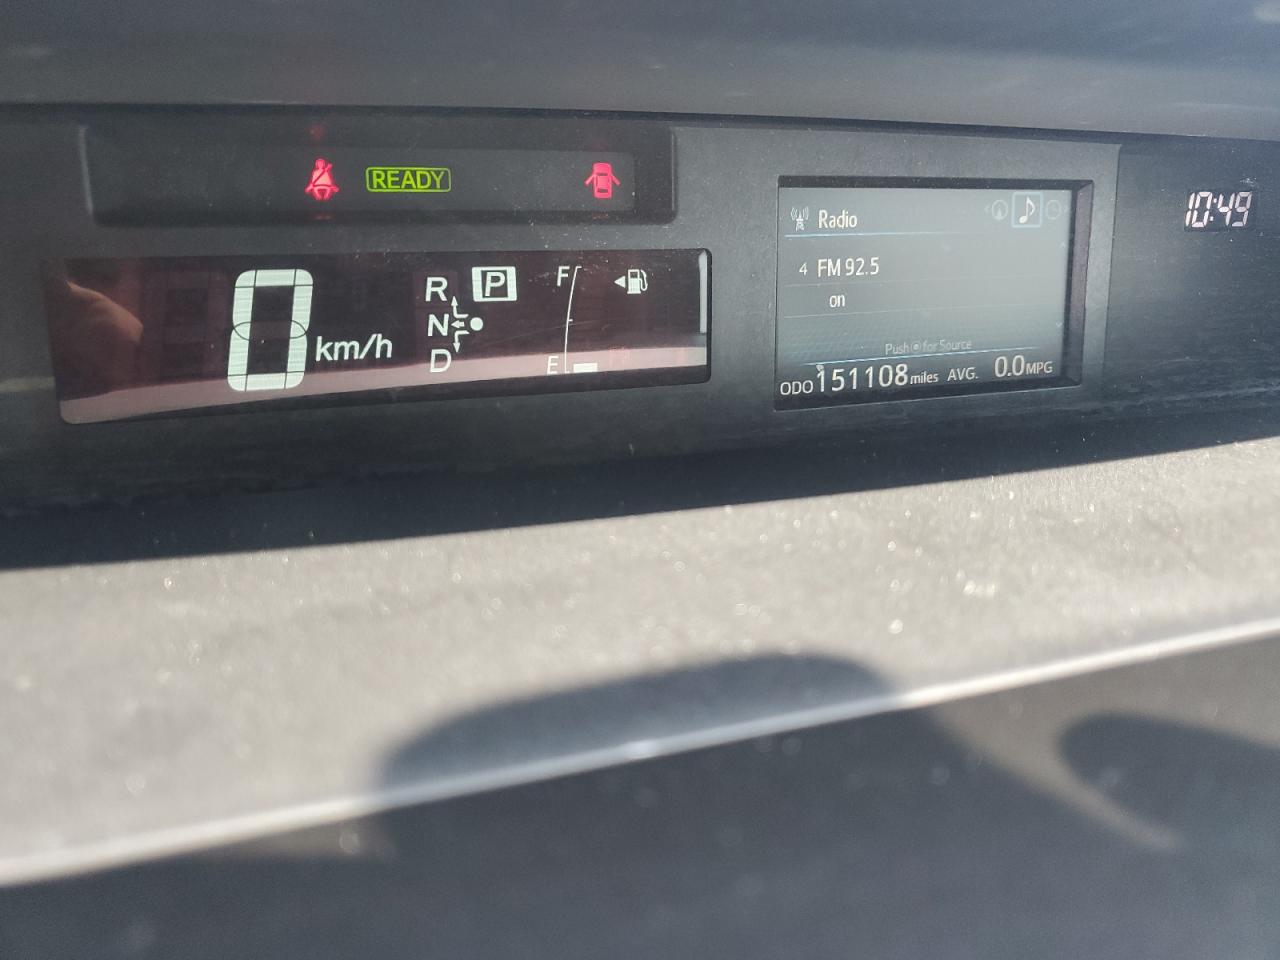 READY
10:49
Radio
4 FM 92.5
on
Push for Source
ODO 151108 miles AVG. 0.0 MPG
0 km/h
R P
N
D
F
E